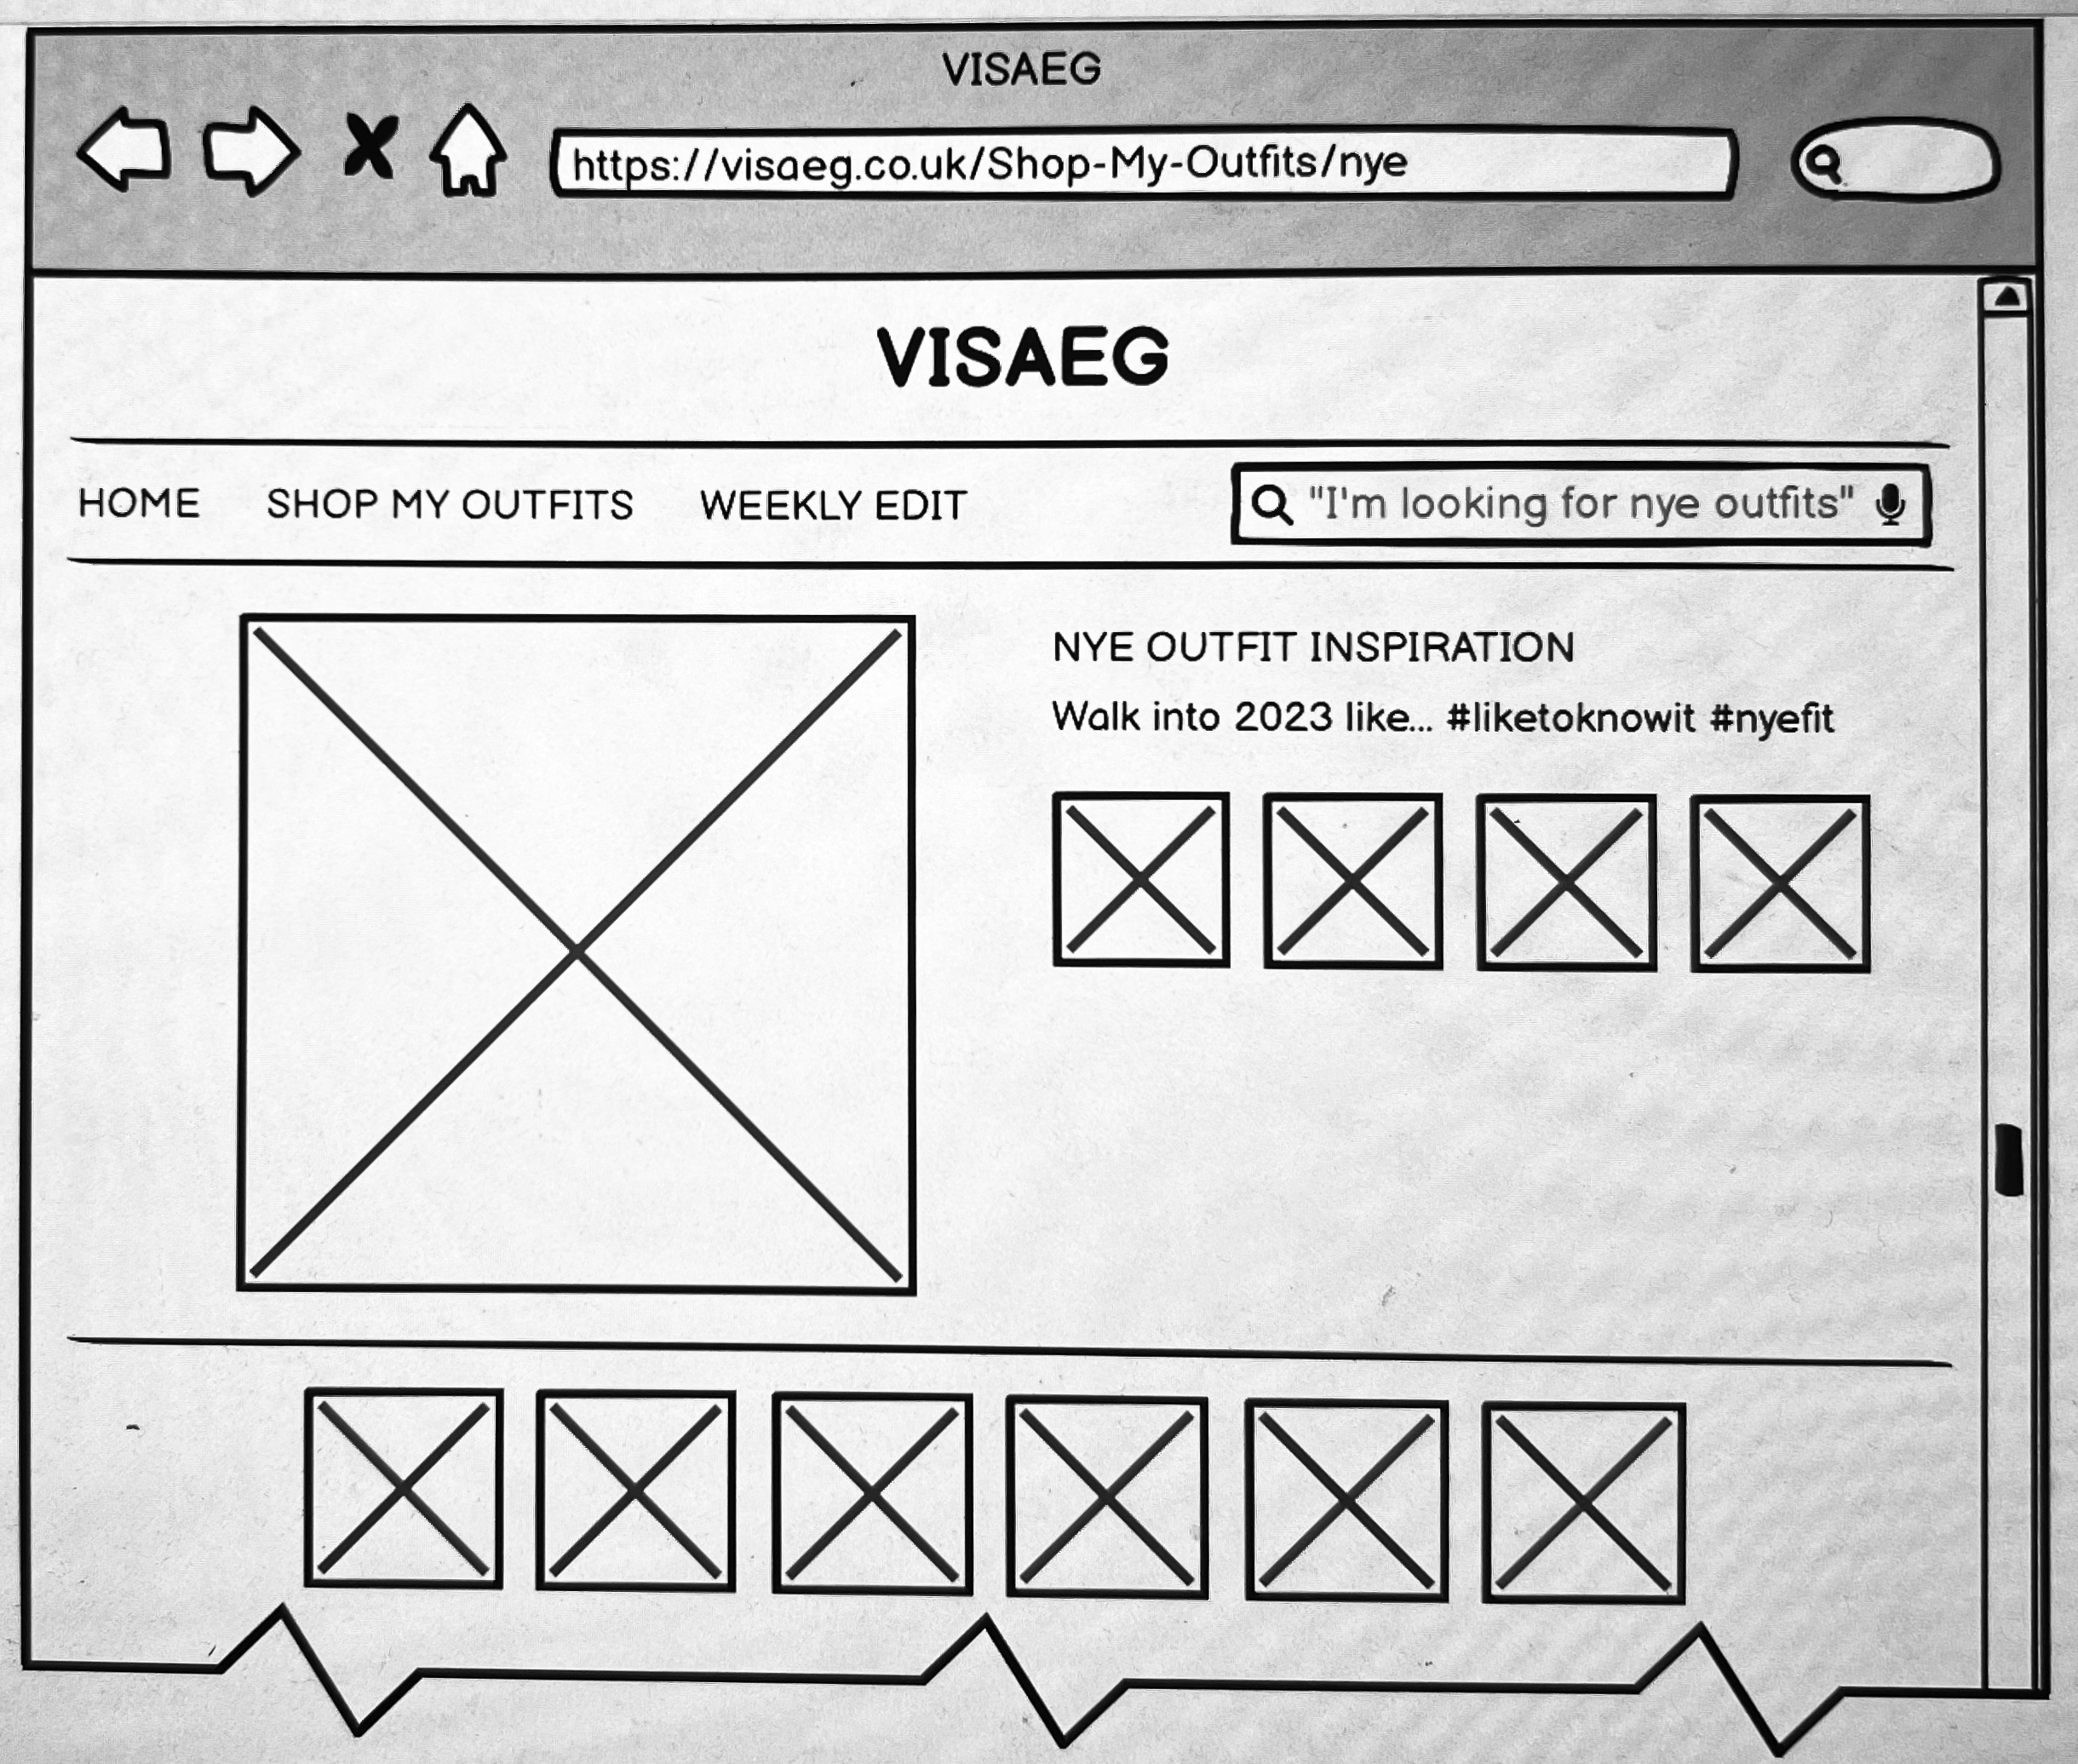 VISAEG
https://visaeg.co.uk/Shop-My-Outfits/nye
VISAEG
HOME SHOP MY OUTFITS WEEKLY EDIT "I'm looking for nye outfits"
NYE OUTFIT INSPIRATION
Walk into 2023 like... #liketoknowit #nyefit